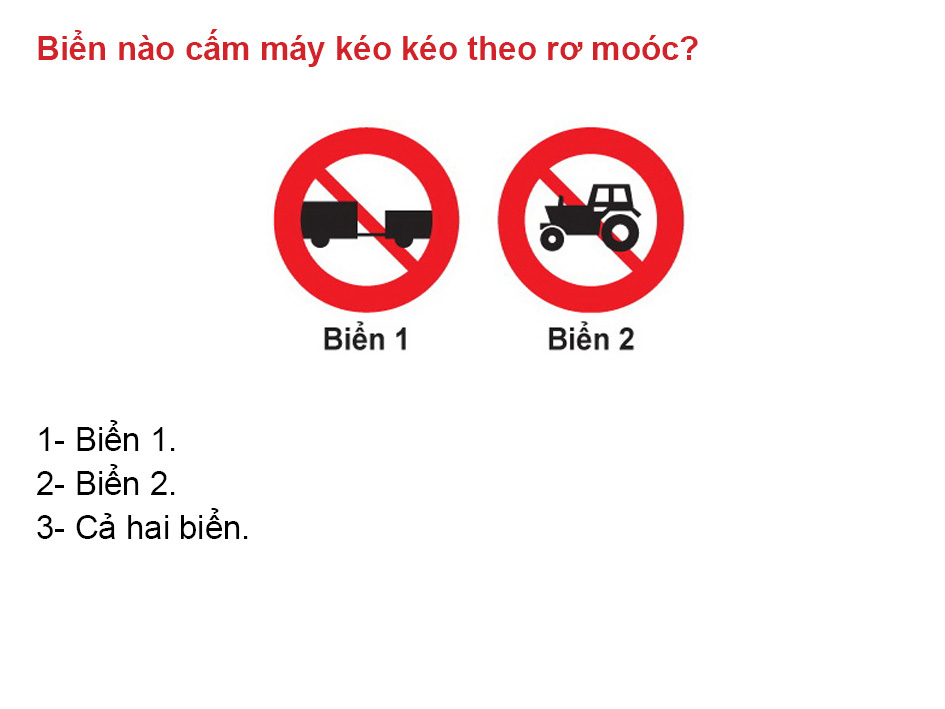 Biển nào cấm máy kéo kéo theo rơ moóc?
Biển 1
Biển 2
1- Biển 1.
2- Biển 2.
3- Cả hai biển.